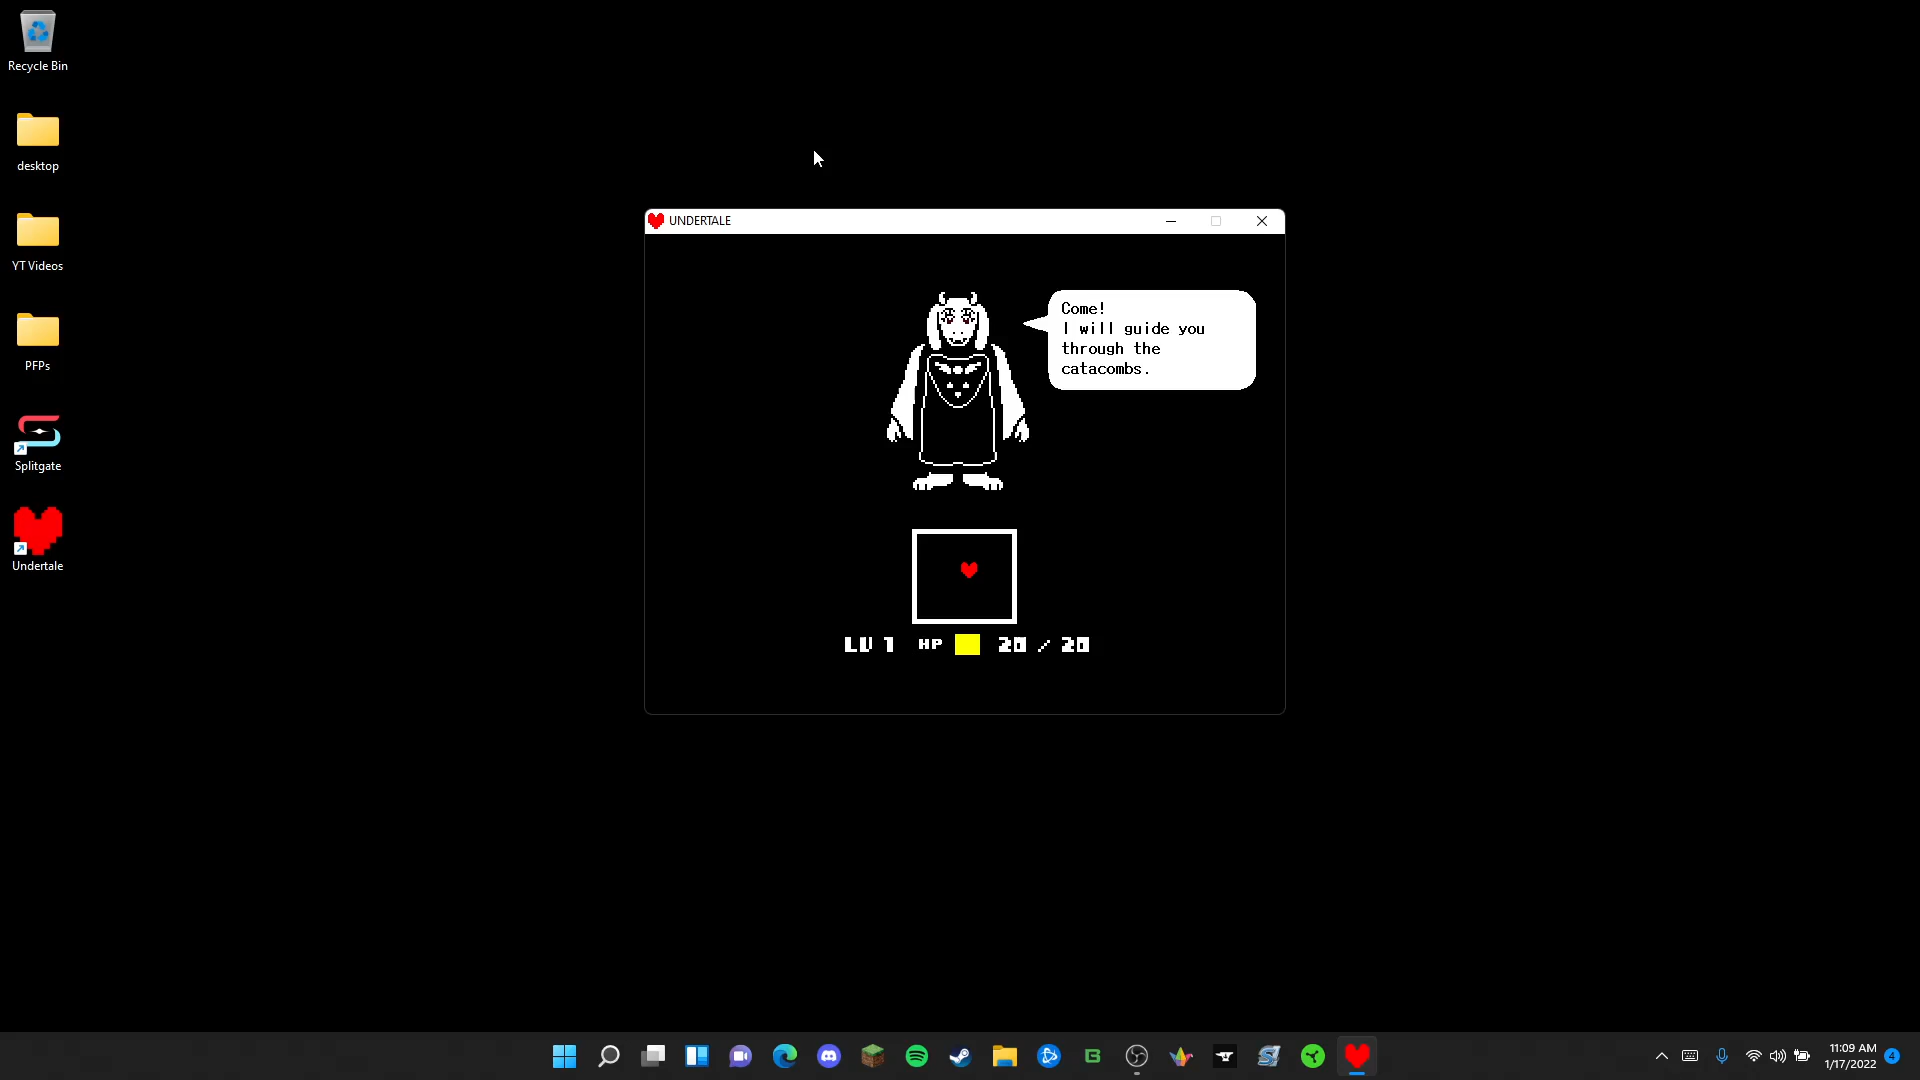 Recycle Bin
desktop
YT Videos
PFPs
Splitgate
Undertale
UNDERTALE
Come!
I will guide you
through the
catacombs.
LV 1 HP 20 / 20
11:09 AM
1/17/2022
4